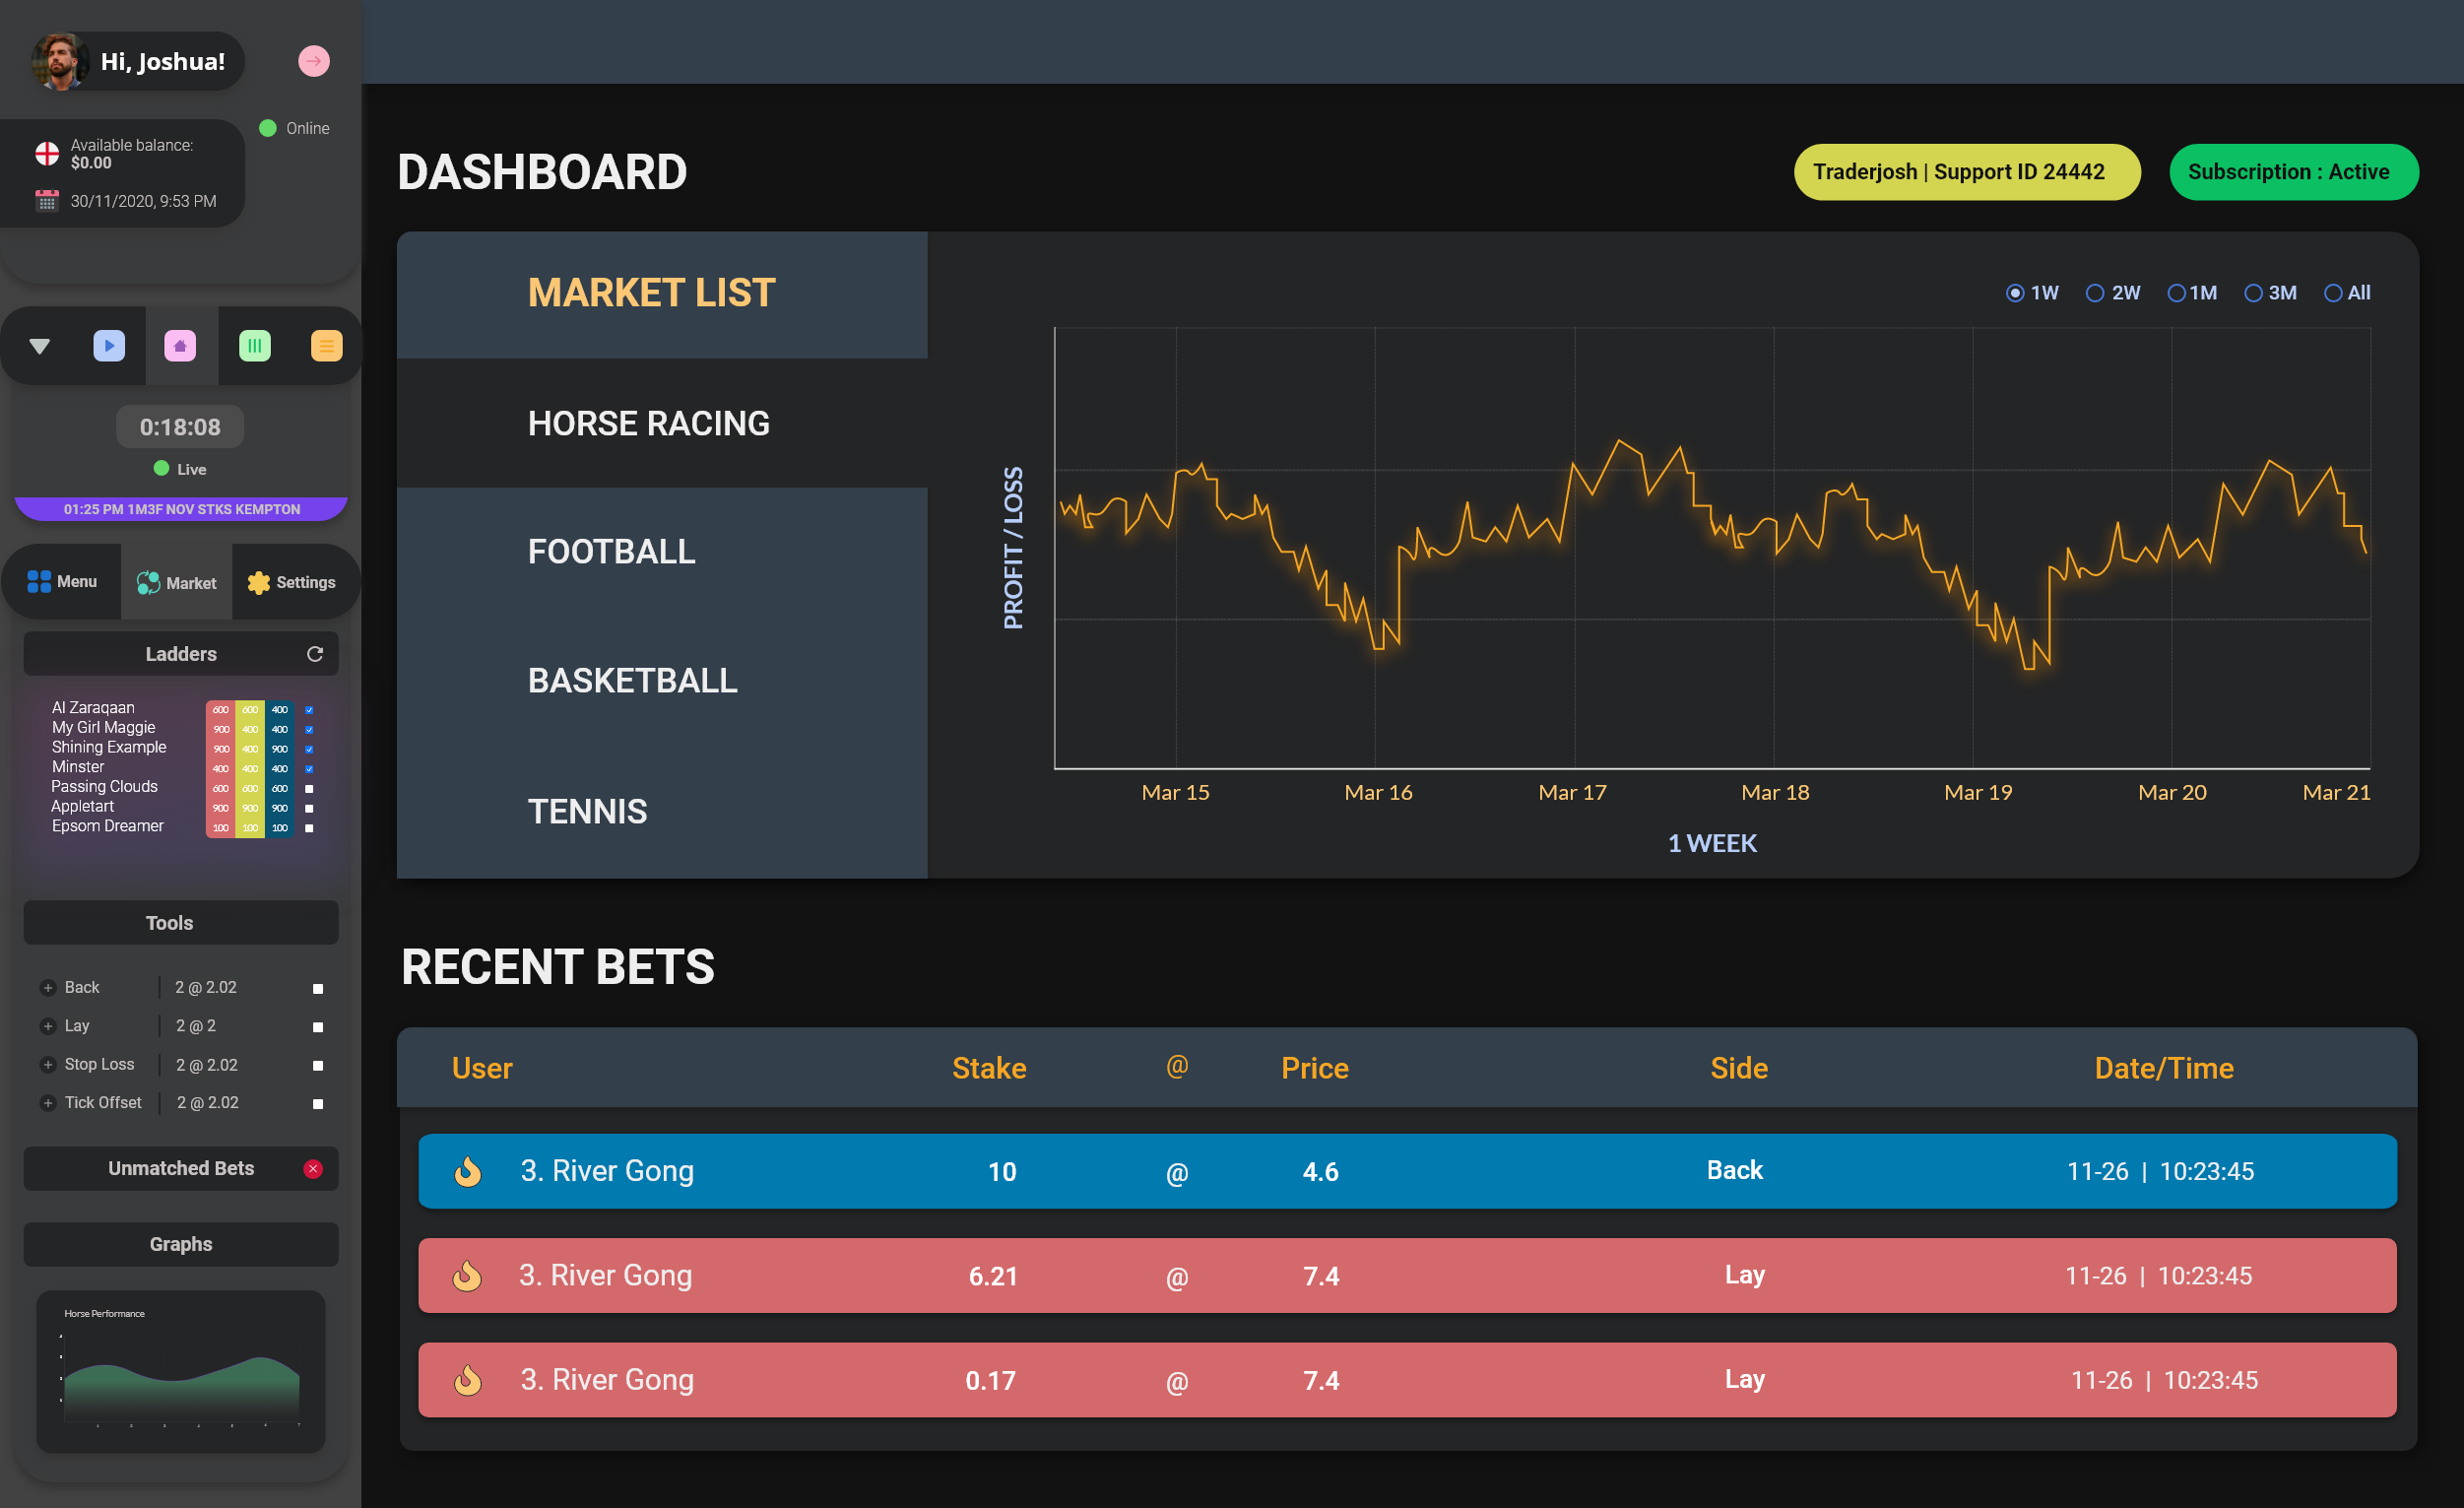 Hi, Joshua!
Online
Available balance:
$0.00
30/11/2020, 9:53 PM
0:18:08
Live
01:25 PM 1M3F NOV STKS KEMPTON
Menu Market Settings
Ladders
Al Zaraqaan 600 600 400
My Girl Maggie 900 400 400
Shining Example 900 400 900
Minster 400 400 400
Passing Clouds 600 600 600
Appletart 900 900 900
Epsom Dreamer 100 100 100
Tools
Back 2 @ 2.02
Lay 2 @ 2
Stop Loss 2 @ 2.02
Tick Offset 2 @ 2.02
Unmatched Bets
Graphs
Horse Performance
DASHBOARD
Traderjosh | Support ID 24442
Subscription : Active
MARKET LIST
HORSE RACING
FOOTBALL
BASKETBALL
TENNIS
1W 2W 1M 3M All
PROFIT / LOSS
Mar 15 Mar 16 Mar 17 Mar 18 Mar 19 Mar 20 Mar 21
1 WEEK
RECENT BETS
User Stake @ Price Side Date/Time
3. River Gong 10 @ 4.6 Back 11-26 | 10:23:45
3. River Gong 6.21 @ 7.4 Lay 11-26 | 10:23:45
3. River Gong 0.17 @ 7.4 Lay 11-26 | 10:23:45